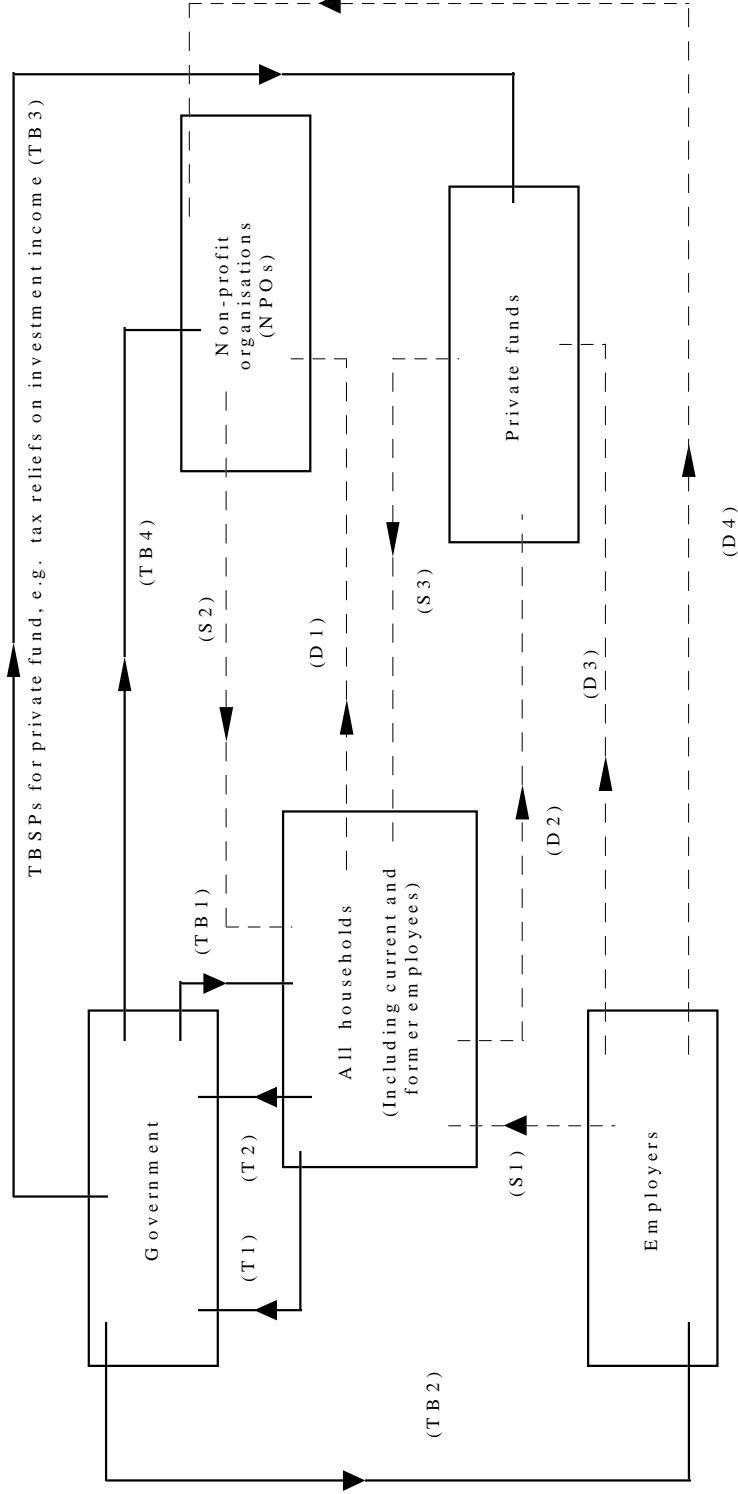 TBSPs for private fund, e.g. tax reliefs on investment income (TB3)
(TB4)
Government
(TB1)
(S2)
Non-profit
organisations
(NPOs)
(T1)
(T2)
(D1)
All households
(Including current and
former employees)
(S3)
(TB2)
(S1)
(D2)
Private funds
(D3)
Employers
(D4)